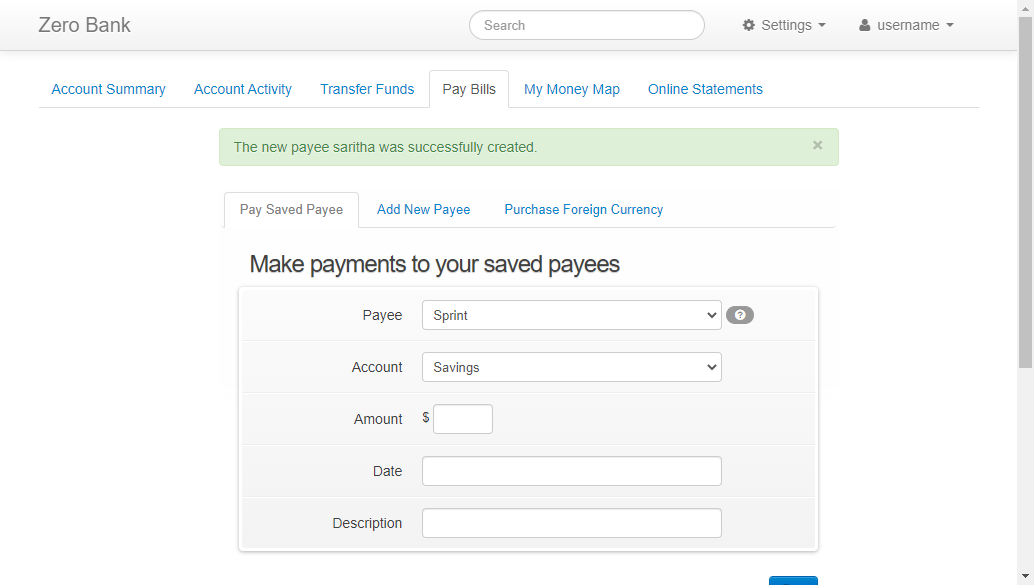 Zero Bank Search Settings username
Account Summary Account Activity Transfer Funds Pay Bills My Money Map Online Statements
The new payee saritha was successfully created. ×
Pay Saved Payee Add New Payee Purchase Foreign Currency
Make payments to your saved payees
Payee Sprint ?
Account Savings
Amount $
Date
Description